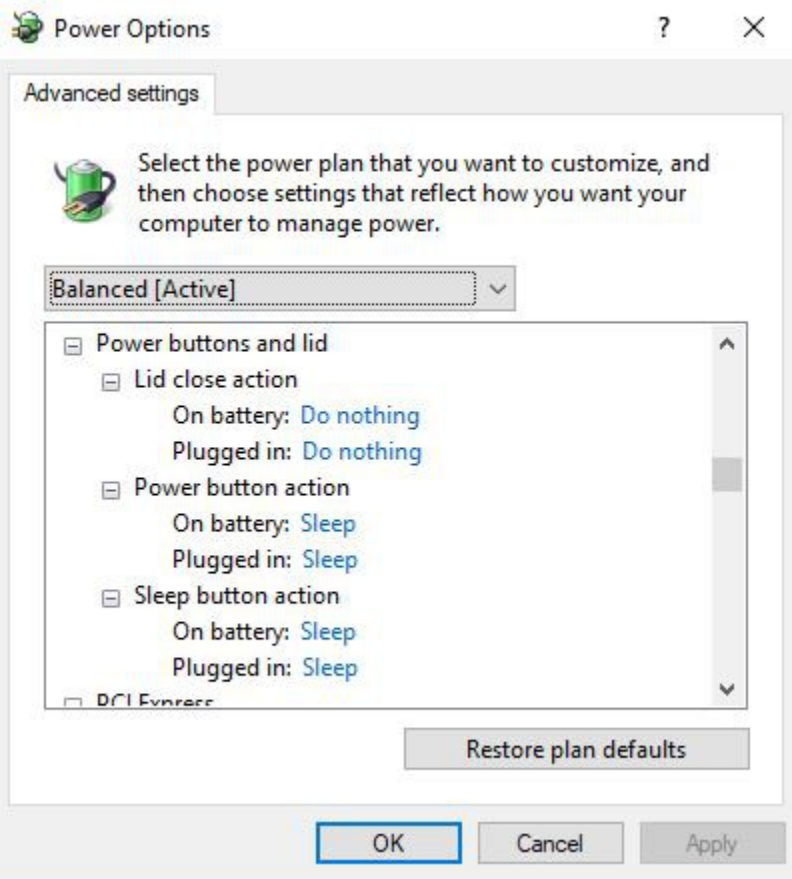 Power Options
?
Advanced settings
Select the power plan that you want to customize, and
then choose settings that reflect how you want your
computer to manage power.
Balanced [Active]
Power buttons and lid
Lid close action
On battery: Do nothing
Plugged in: Do nothing
Power button action
On battery: Sleep
Plugged in: Sleep
Sleep button action
On battery: Sleep
Plugged in: Sleep
PCI Express
Restore plan defaults
OK Cancel Apply